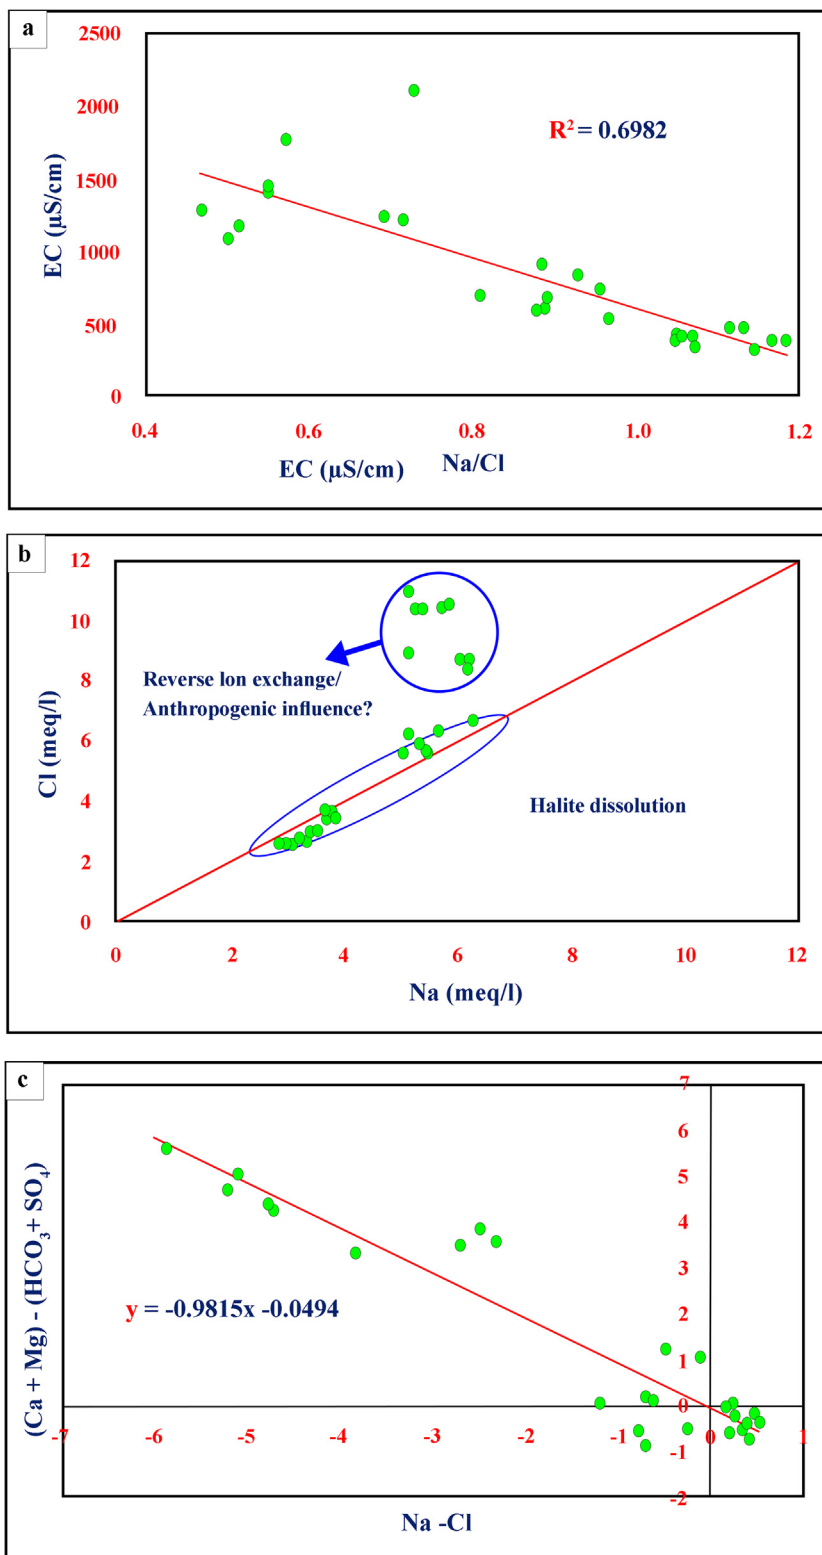 a
2500
2000
1500
1000
500
0
EC (µS/cm)
R² = 0.6982
0.4 0.6 0.8 1.0 1.2
EC (µS/cm) Na/Cl
b
12
10
8
6
4
2
0
Cl (meq/l)
Reverse Ion exchange/
Anthropogenic influence?
Halite dissolution
0 2 4 6 8 10 12
Na (meq/l)
c
7
6
5
4
3
2
1
0
-1
-2
(Ca + Mg) - (HCO₃+ SO₄)
y = -0.9815x -0.0494
-7 -6 -5 -4 -3 -2 -1 0 1
Na -Cl